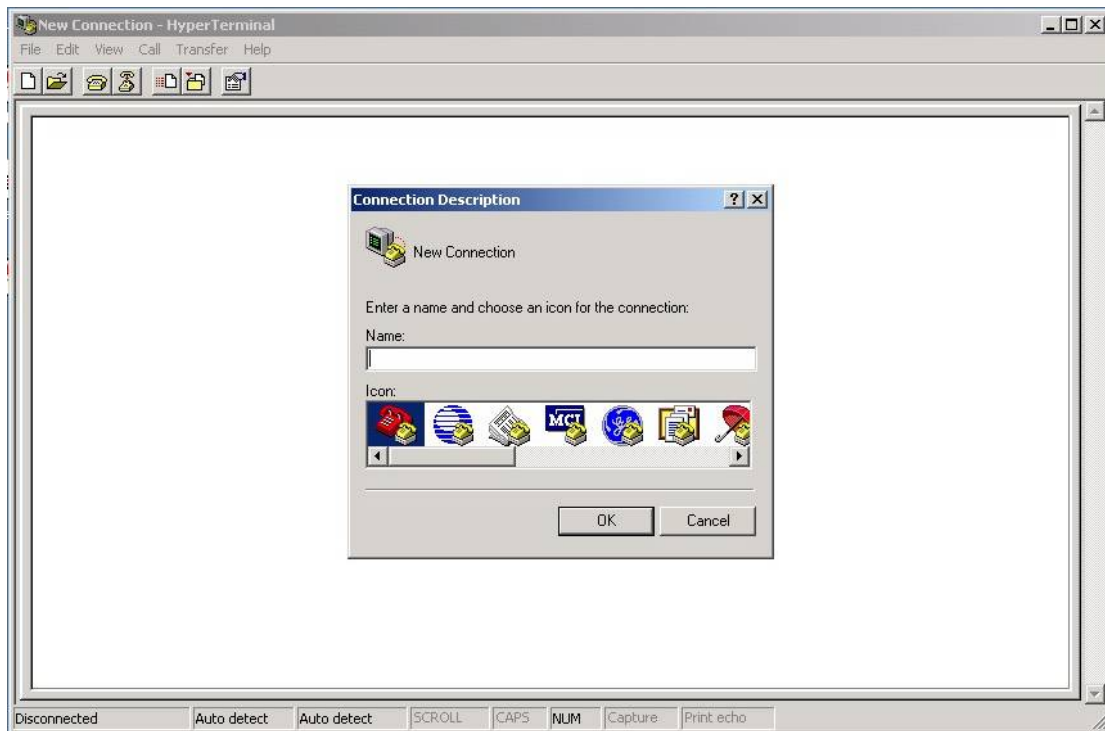 New Connection - HyperTerminal
File Edit View Call Transfer Help
Connection Description
New Connection
Enter a name and choose an icon for the connection:
Name:
Icon:
MCI
OK Cancel
Disconnected Auto detect Auto detect SCROLL CAPS NUM Capture Print echo